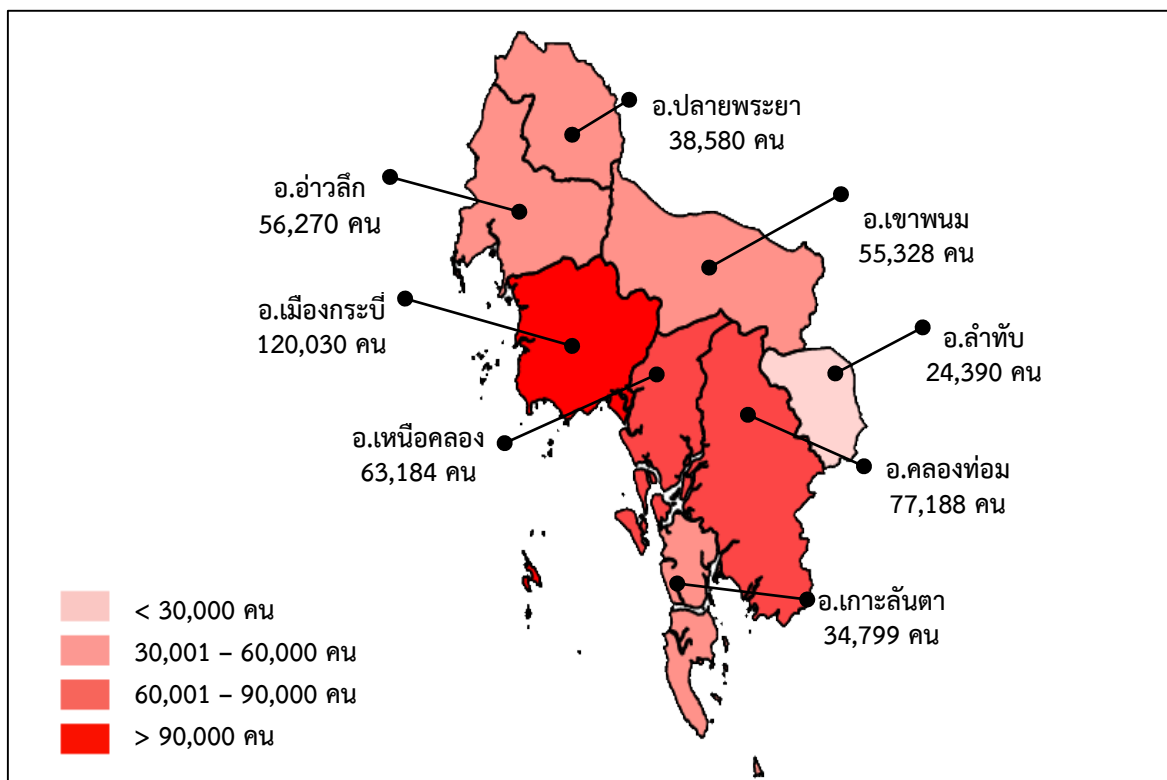 อ.ปลายพระยา
38,580 คน
อ.อ่าวลึก
56,270 คน
อ.เขาพนม
55,328 คน
อ.เมืองกระบี่
120,030 คน
อ.ลำทับ
24,390 คน
อ.เหนือคลอง
63,184 คน
อ.คลองท่อม
77,188 คน
อ.เกาะลันตา
34,799 คน
< 30,000 คน
30,001 – 60,000 คน
60,001 – 90,000 คน
> 90,000 คน